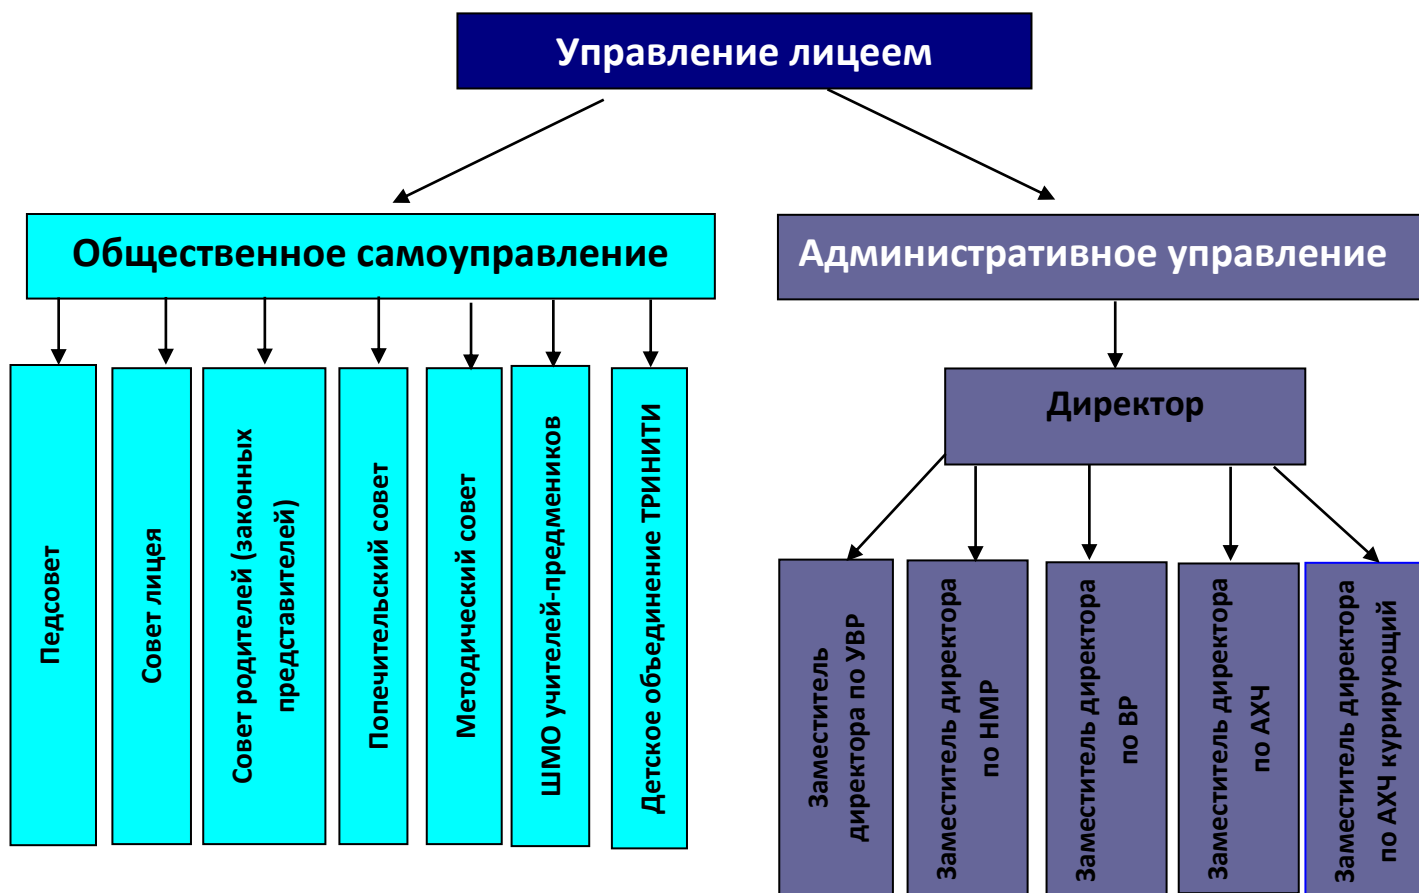 Управление лицеем
Общественное самоуправление
Административное управление
Директор
Педсовет
Совет лицея
Совет родителей (законных
представителей)
Попечительский совет
Методический совет
ШМО учителей-предмеников
Детское объединение ТРИНИТИ
Заместитель
директора по УВР
Заместитель директора
по НМР
Заместитель директора
по ВР
Заместитель директора
по АХЧ
Заместитель директора
по АХЧ курирующий